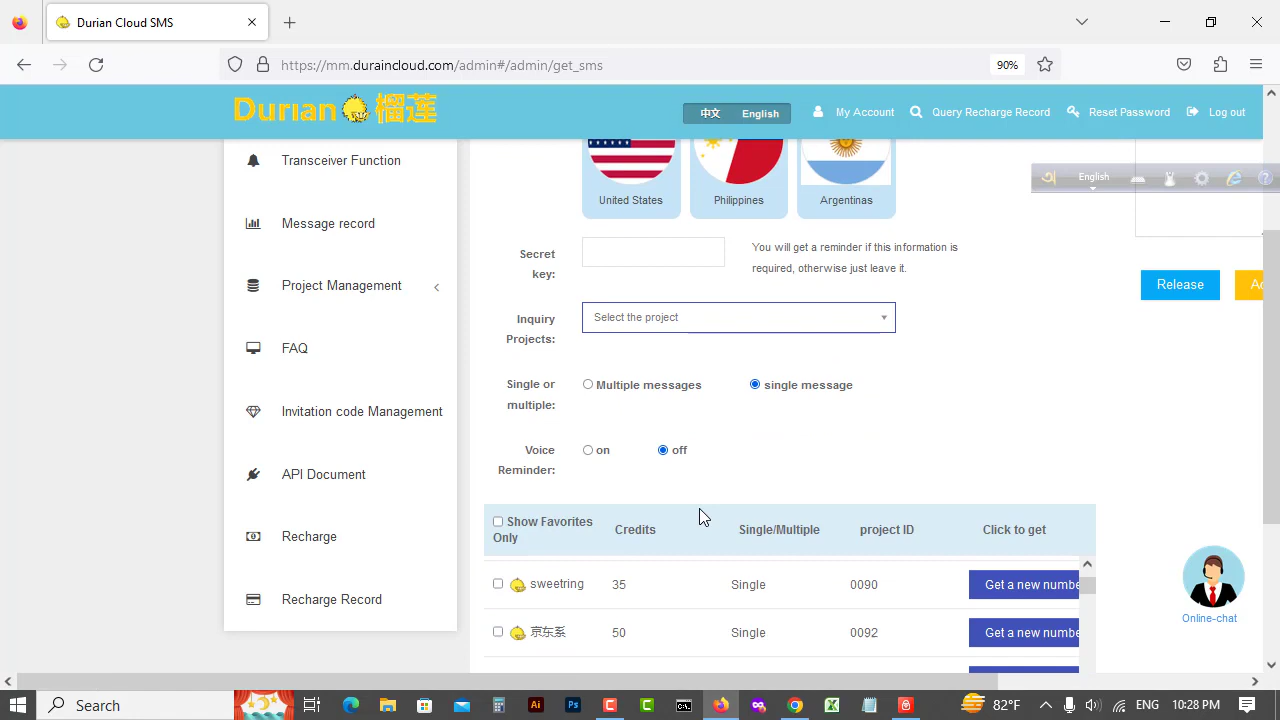 Durian Cloud SMS
https://mm.duraincloud.com/admin#/admin/get_sms
90%
Durian 榴莲
中文 English
My Account
Query Recharge Record
Reset Password
Log out
Transceiver Function
Message record
Project Management
FAQ
Invitation code Management
API Document
Recharge
Recharge Record
United States
Philippines
Argentinas
English
Secret
key:
You will get a reminder if this information is
required, otherwise just leave it.
Release
Inquiry
Projects:
Select the project
Single or
multiple:
Multiple messages
single message
Voice
Reminder:
on
off
Show Favorites
Only
Credits
Single/Multiple
project ID
Click to get
sweetring 35 Single 0090 Get a new numbe
京东系 50 Single 0092 Get a new numbe
Online-chat
Search
Ai
Ps
82°F
ENG
10:28 PM